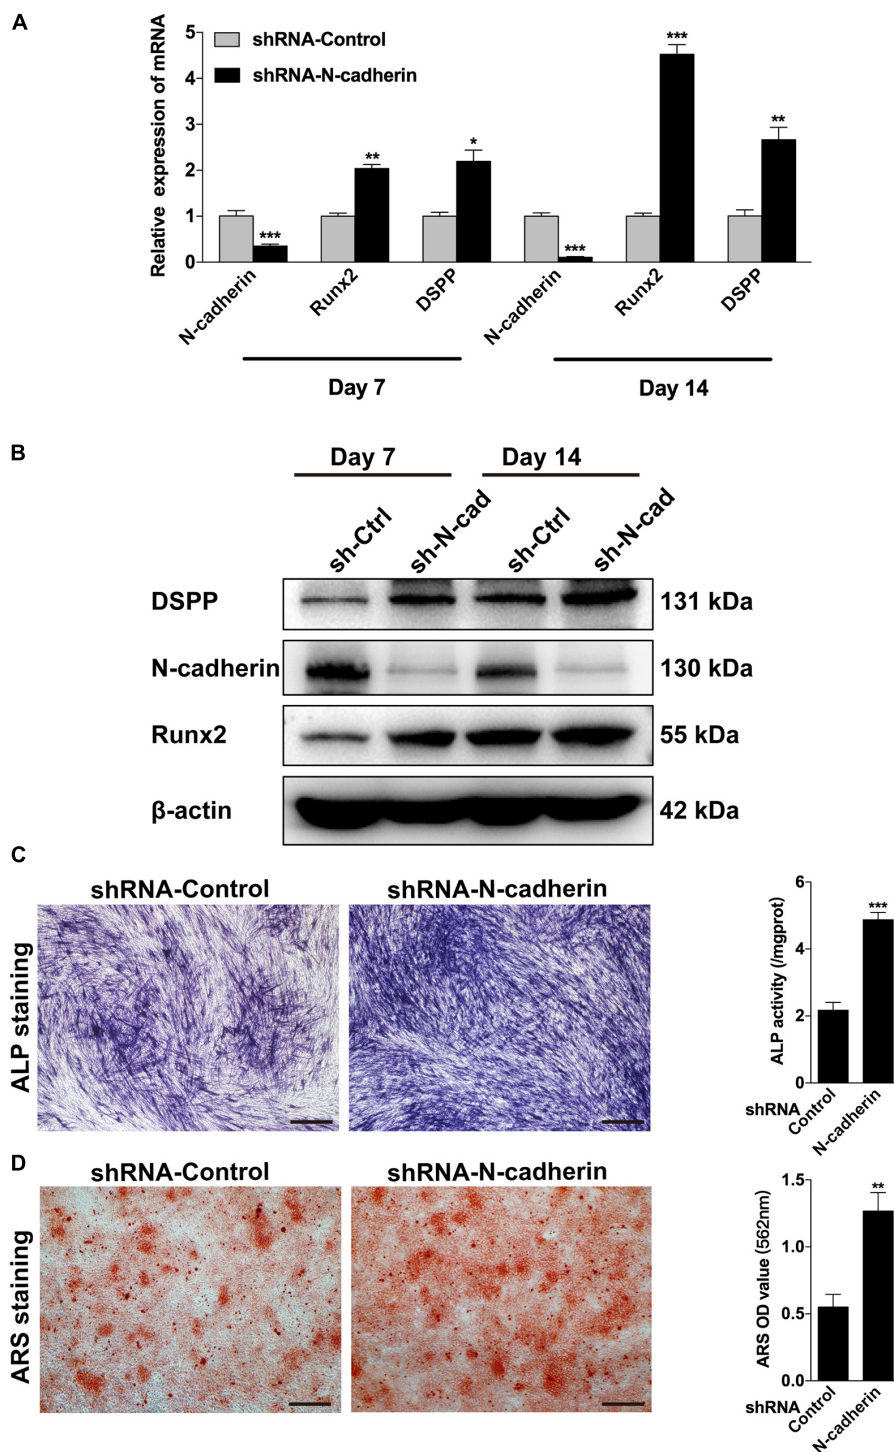 A
Relative expression of mRNA
5
4
3
2
1
0
shRNA-Control
shRNA-N-cadherin
***
**
*
***
***
**
N-cadherin
Runx2
DSPP
N-cadherin
Runx2
DSPP
Day 7
Day 14
B
Day 7
Day 14
sh-Ctrl
sh-N-cad
sh-Ctrl
sh-N-cad
DSPP
131 kDa
N-cadherin
130 kDa
Runx2
55 kDa
β-actin
42 kDa
C
shRNA-Control
shRNA-N-cadherin
ALP staining
ALP activity (/mgprot)
6
4
2
0
***
shRNA
Control
N-cadherin
D
shRNA-Control
shRNA-N-cadherin
ARS staining
ARS OD value (562nm)
1.5
1.0
0.5
0.0
**
shRNA
Control
N-cadherin